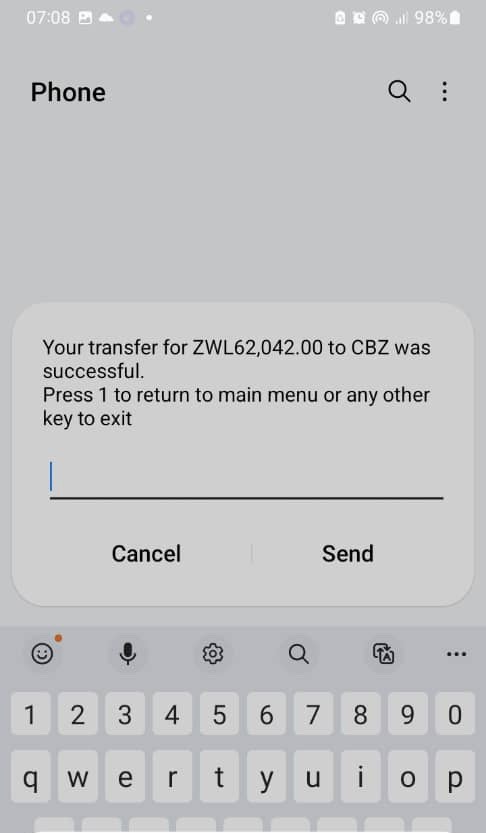 07:08 98%
Phone
Your transfer for ZWL62,042.00 to CBZ was
successful.
Press 1 to return to main menu or any other
key to exit
Cancel Send
1 2 3 4 5 6 7 8 9 0
q w e r t y u i o p